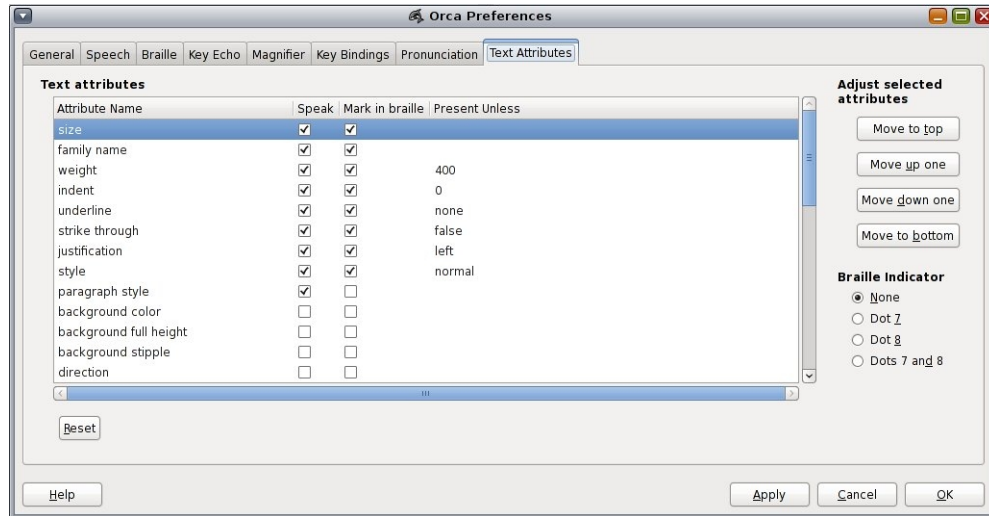 Orca Preferences
General Speech Braille Key Echo Magnifier Key Bindings Pronunciation Text Attributes
Text attributes
Attribute Name Speak Mark in braille Present Unless
size
family name
weight 400
indent 0
underline none
strike through false
justification left
style normal
paragraph style
background color
background full height
background stipple
direction
Reset
Adjust selected
attributes
Move to top
Move up one
Move down one
Move to bottom
Braille Indicator
None
Dot 7
Dot 8
Dots 7 and 8
Help Apply Cancel OK